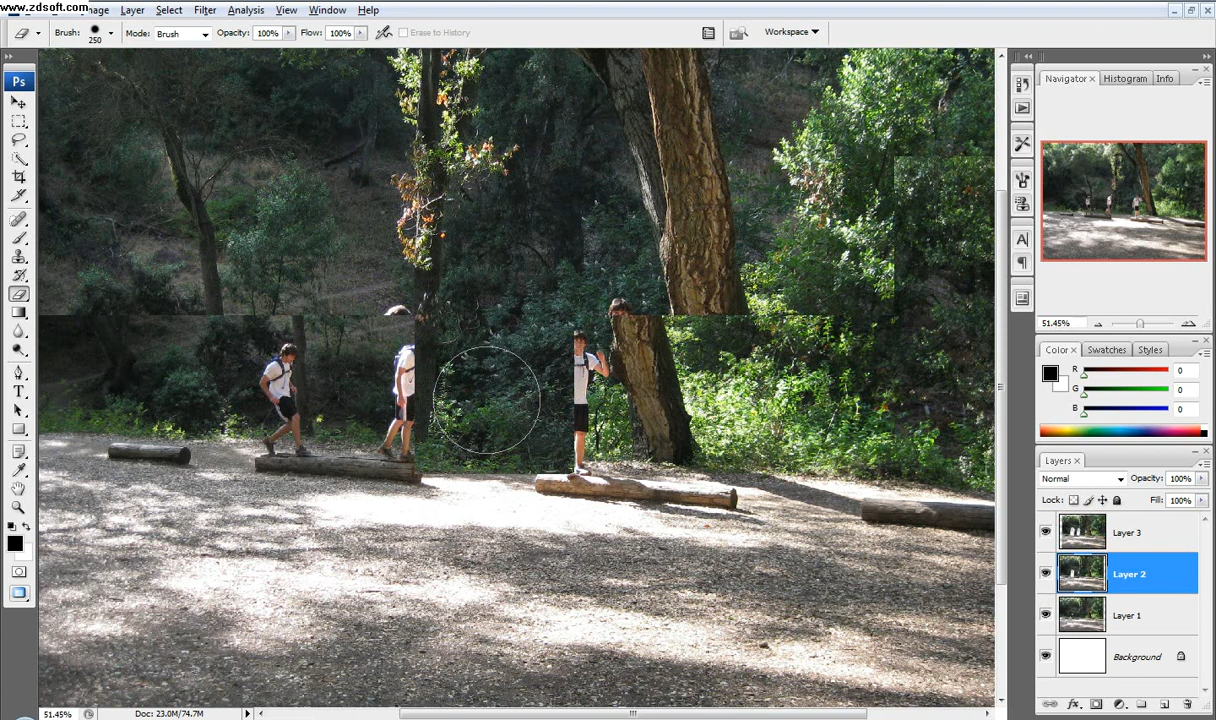 www.zdsoft.com
Image Layer Select Filter Analysis View Window Help
Brush: 250 Mode: Brush Opacity: 100% Flow: 100% Erase to History Workspace
Ps
Navigator Histogram Info
51.45%
Color Swatches Styles
R 0
G 0
B 0
Layers
Normal Opacity: 100%
Lock: Fill: 100%
Layer 3
Layer 2
Layer 1
Background
51.45% Doc: 23.0M/74.7M